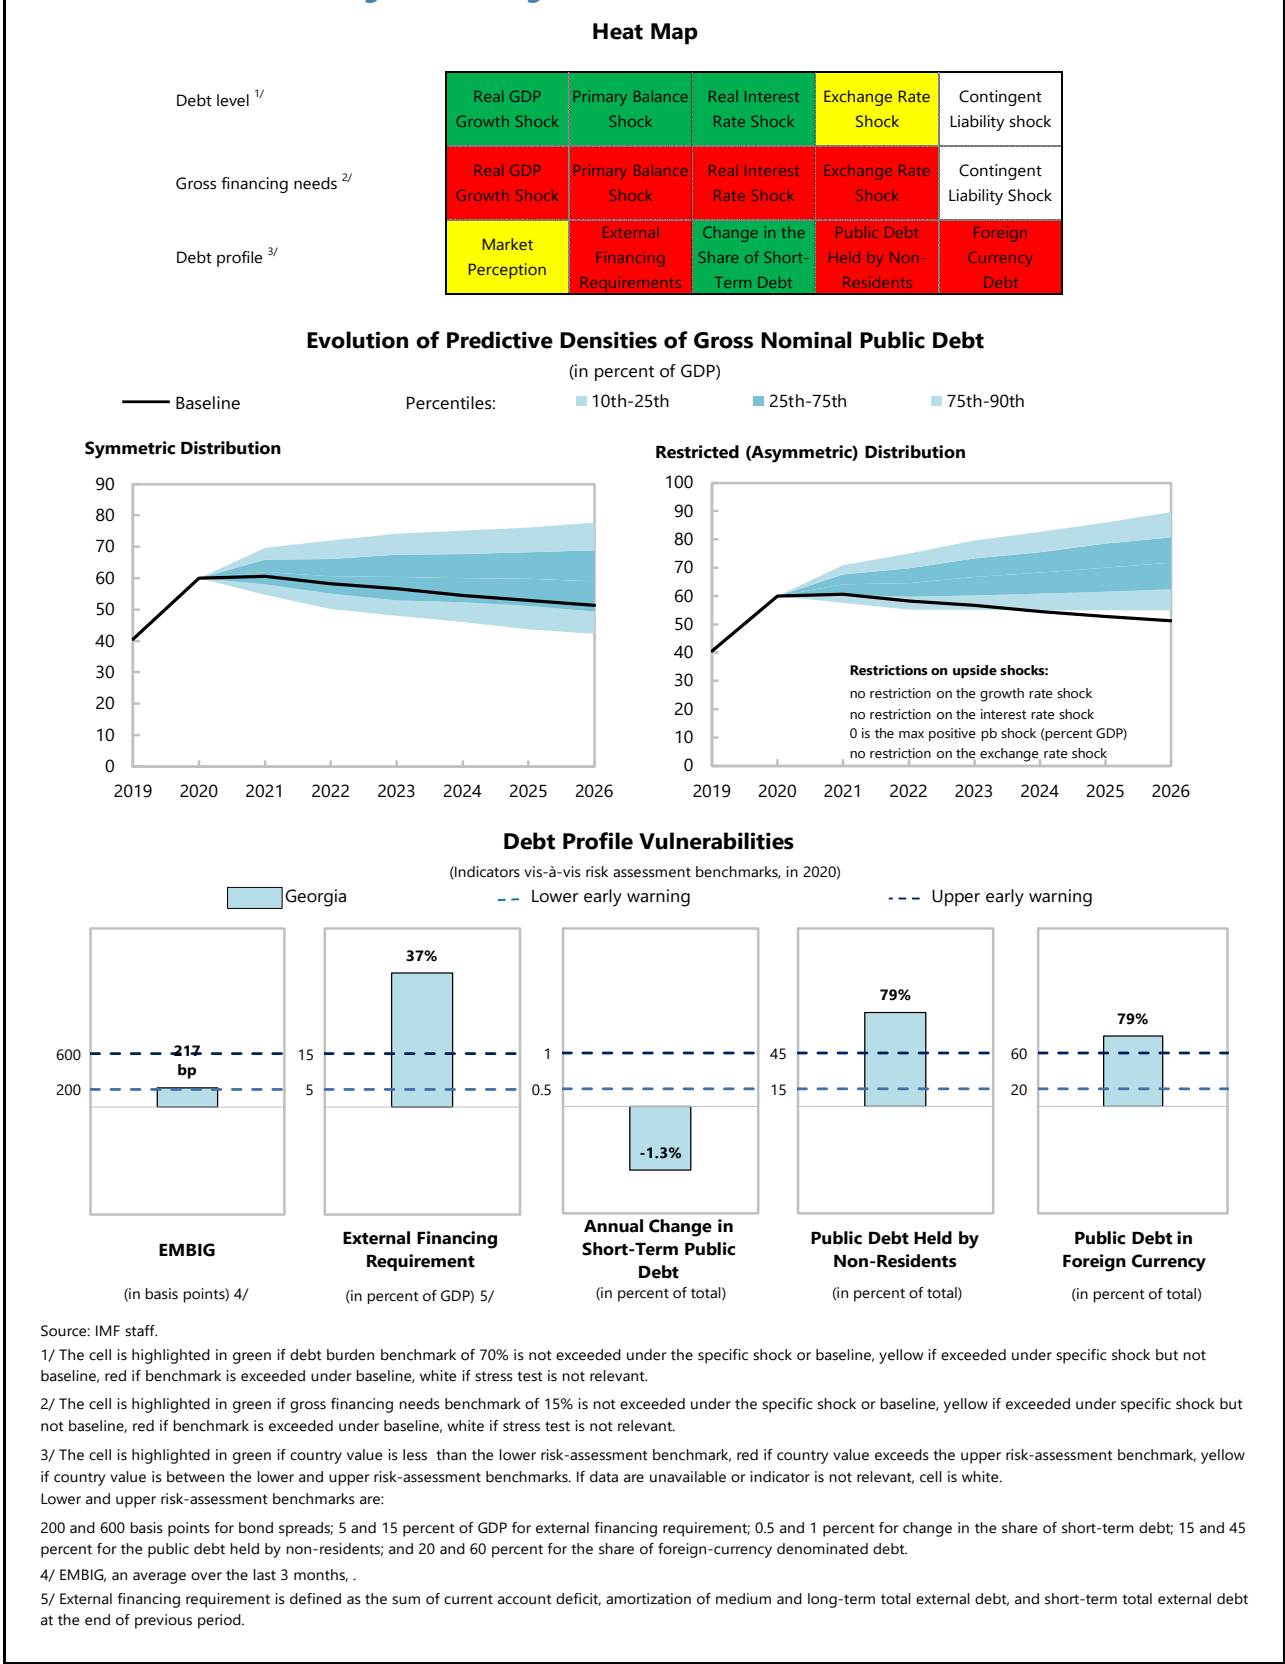 Heat Map
Debt level 1/
Real GDP Growth Shock
Primary Balance Shock
Real Interest Rate Shock
Exchange Rate Shock
Contingent Liability shock
Gross financing needs 2/
Real GDP Growth Shock
Primary Balance Shock
Real Interest Rate Shock
Exchange Rate Shock
Contingent Liability Shock
Debt profile 3/
Market Perception
External Financing Requirements
Change in the Share of Short-Term Debt
Public Debt Held by Non-Residents
Foreign Currency Debt
Evolution of Predictive Densities of Gross Nominal Public Debt
(in percent of GDP)
Baseline Percentiles: 10th-25th 25th-75th 75th-90th
Symmetric Distribution
90
80
70
60
50
40
30
20
10
0
2019 2020 2021 2022 2023 2024 2025 2026
Restricted (Asymmetric) Distribution
100
90
80
70
60
50
40
30
20
10
0
Restrictions on upside shocks:
no restriction on the growth rate shock
no restriction on the interest rate shock
0 is the max positive pb shock (percent GDP)
no restriction on the exchange rate shock
2019 2020 2021 2022 2023 2024 2025 2026
Debt Profile Vulnerabilities
(Indicators vis-à-vis risk assessment benchmarks, in 2020)
Georgia Lower early warning Upper early warning
600
200
217
bp
EMBIG
(in basis points) 4/
15
5
37%
External Financing
Requirement
(in percent of GDP) 5/
1
0.5
-1.3%
Annual Change in
Short-Term Public
Debt
(in percent of total)
45
15
79%
Public Debt Held by
Non-Residents
(in percent of total)
60
20
79%
Public Debt in
Foreign Currency
(in percent of total)
Source: IMF staff.
1/ The cell is highlighted in green if debt burden benchmark of 70% is not exceeded under the specific shock or baseline, yellow if exceeded under specific shock but not
baseline, red if benchmark is exceeded under baseline, white if stress test is not relevant.
2/ The cell is highlighted in green if gross financing needs benchmark of 15% is not exceeded under the specific shock or baseline, yellow if exceeded under specific shock but
not baseline, red if benchmark is exceeded under baseline, white if stress test is not relevant.
3/ The cell is highlighted in green if country value is less than the lower risk-assessment benchmark, red if country value exceeds the upper risk-assessment benchmark, yellow
if country value is between the lower and upper risk-assessment benchmarks. If data are unavailable or indicator is not relevant, cell is white.
Lower and upper risk-assessment benchmarks are:
200 and 600 basis points for bond spreads; 5 and 15 percent of GDP for external financing requirement; 0.5 and 1 percent for change in the share of short-term debt; 15 and 45
percent for the public debt held by non-residents; and 20 and 60 percent for the share of foreign-currency denominated debt.
4/ EMBIG, an average over the last 3 months, .
5/ External financing requirement is defined as the sum of current account deficit, amortization of medium and long-term total external debt, and short-term total external debt
at the end of previous period.